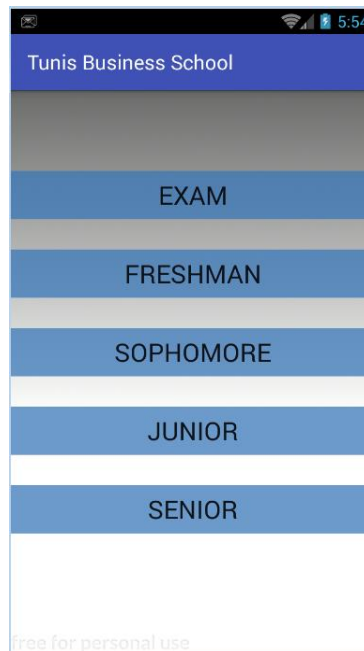 5:54
Tunis Business School
EXAM
FRESHMAN
SOPHOMORE
JUNIOR
SENIOR
free for personal use